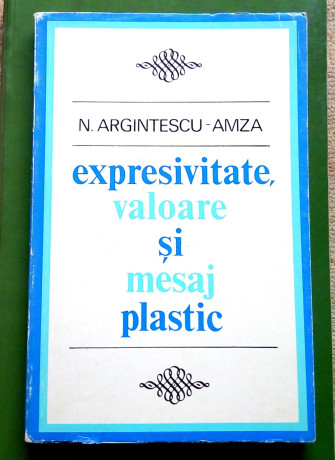 N. ARGINTESCU-AMZA
expresivitate,
valoare
și
mesaj
plastic